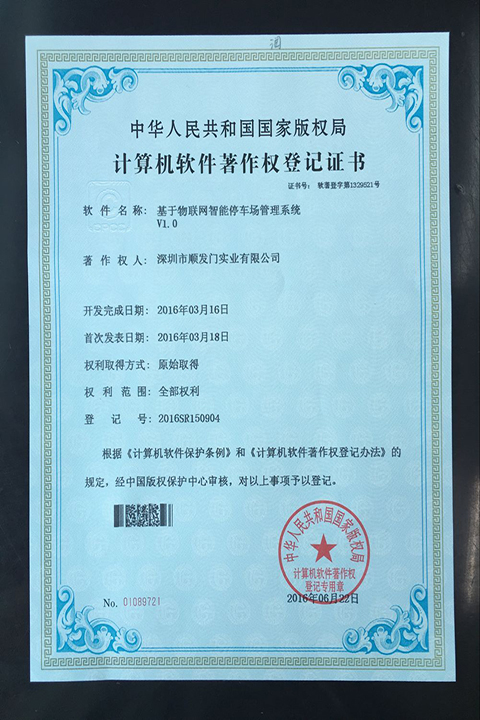 中华人民共和国国家版权局
计算机软件著作权登记证书
证书号: 软著登字第1329521号
软件名称: 基于物联网智能停车场管理系统
V1.0
著作权人: 深圳市顺发门实业有限公司
开发完成日期: 2016年03月16日
首次发表日期: 2016年03月18日
权利取得方式: 原始取得
权利范围: 全部权利
登记号: 2016SR150904
根据《计算机软件保护条例》和《计算机软件著作权登记办法》的
规定,经中国版权保护中心审核,对以上事项予以登记。
中华人民共和国国家版权局
计算机软件著作权
登记专用章
No. 01089721
2016年06月22日